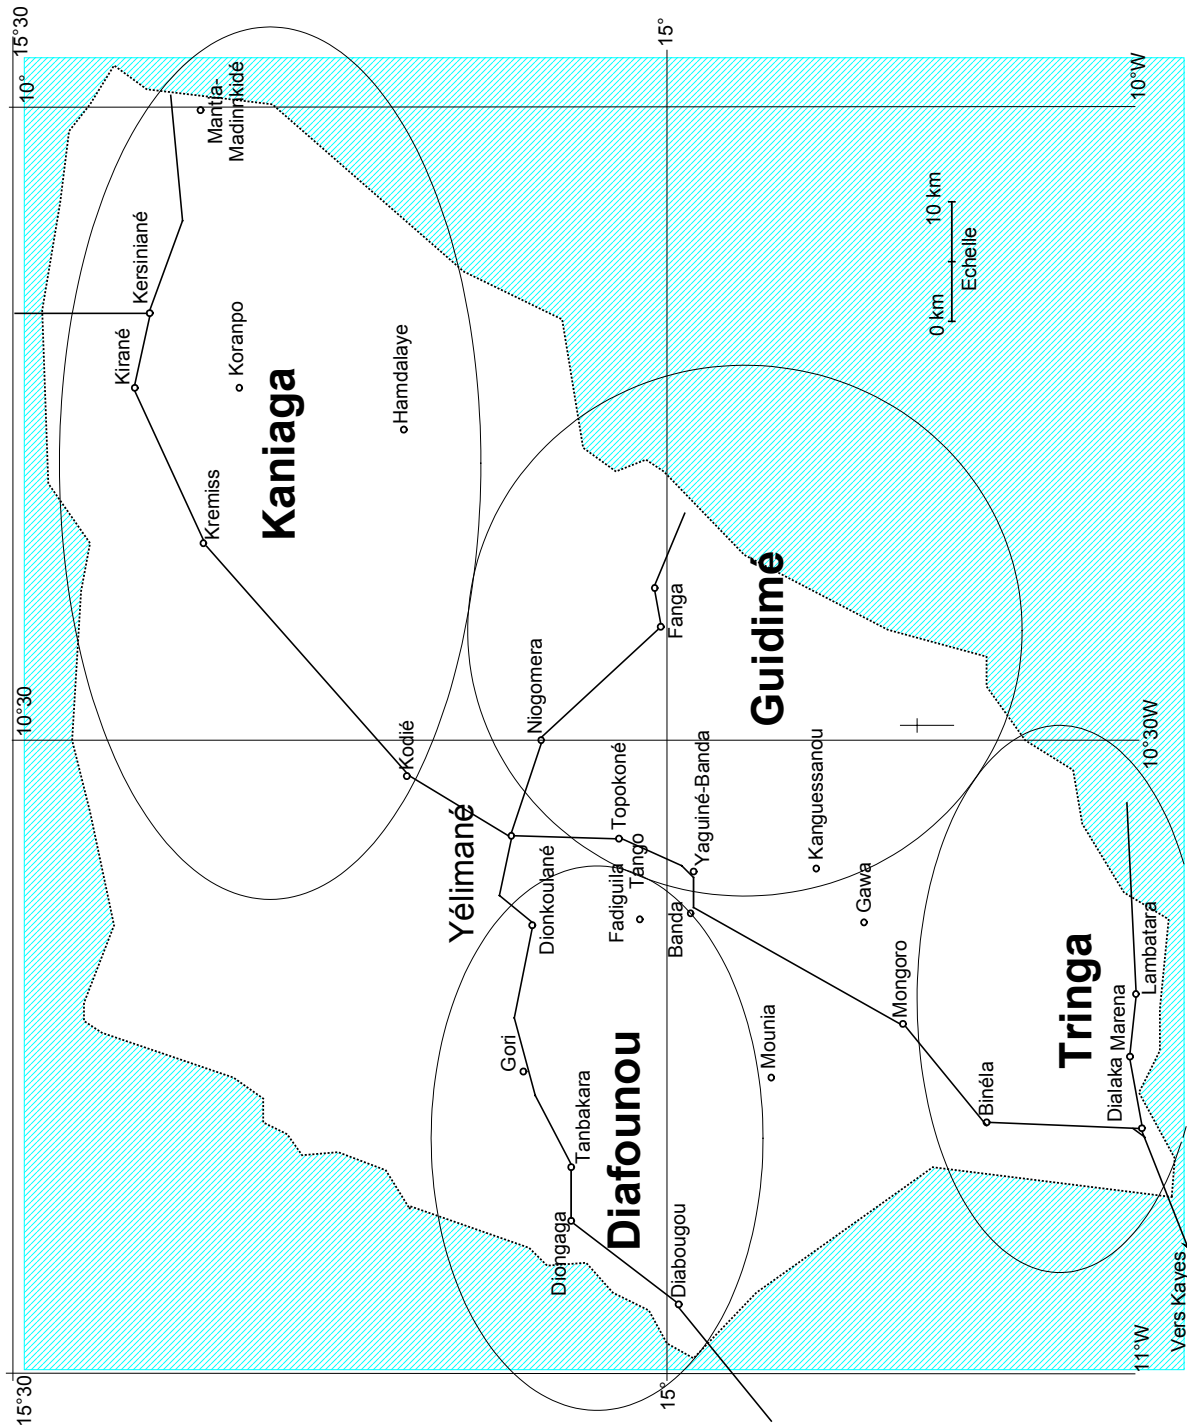 15°30
10°30
10°
15°30
Kirané
Kersiniané
Kremiss
Mantia-
Madinnkidé
Koranpo
Kaniaga
Hamdalaye
Kodié
Yélimané
Gori
Niogomera
Dionkoulané
Diongaga
Tanbakara
Fadiguila
Tango
Topokoné
Diafounou
15°
15°
Banda
Fanga
Diabougou
Yaguiné-Banda
Mounia
Guidimé
Kanguessanou
Gawa
Mongoro
0 km 10 km
Echelle
Binéla
Tringa
Dialaka Marena
Lambatara
11°W
10°30W
10°W
Vers Kayes